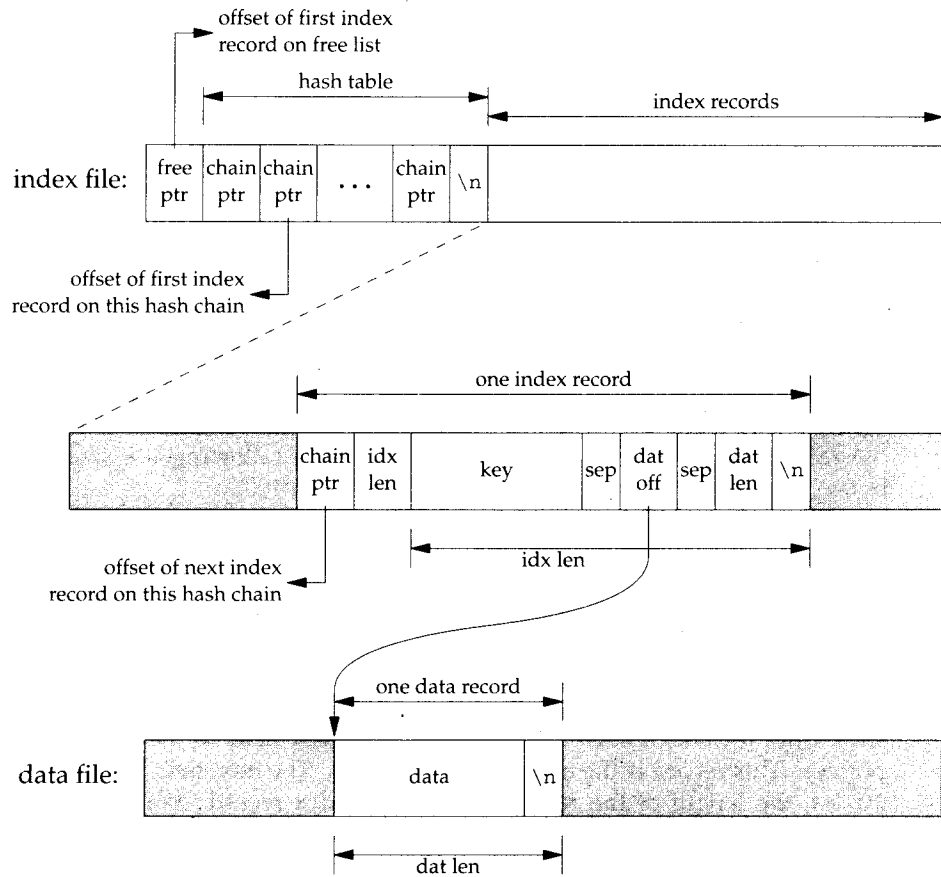 offset of first index
record on free list
hash table
index records
index file:
free
ptr
chain
ptr
chain
ptr
...
chain
ptr
\n
offset of first index
record on this hash chain
one index record
chain
ptr
idx
len
key
sep
dat
off
sep
dat
len
\n
idx len
offset of next index
record on this hash chain
one data record
data file:
data
\n
dat len